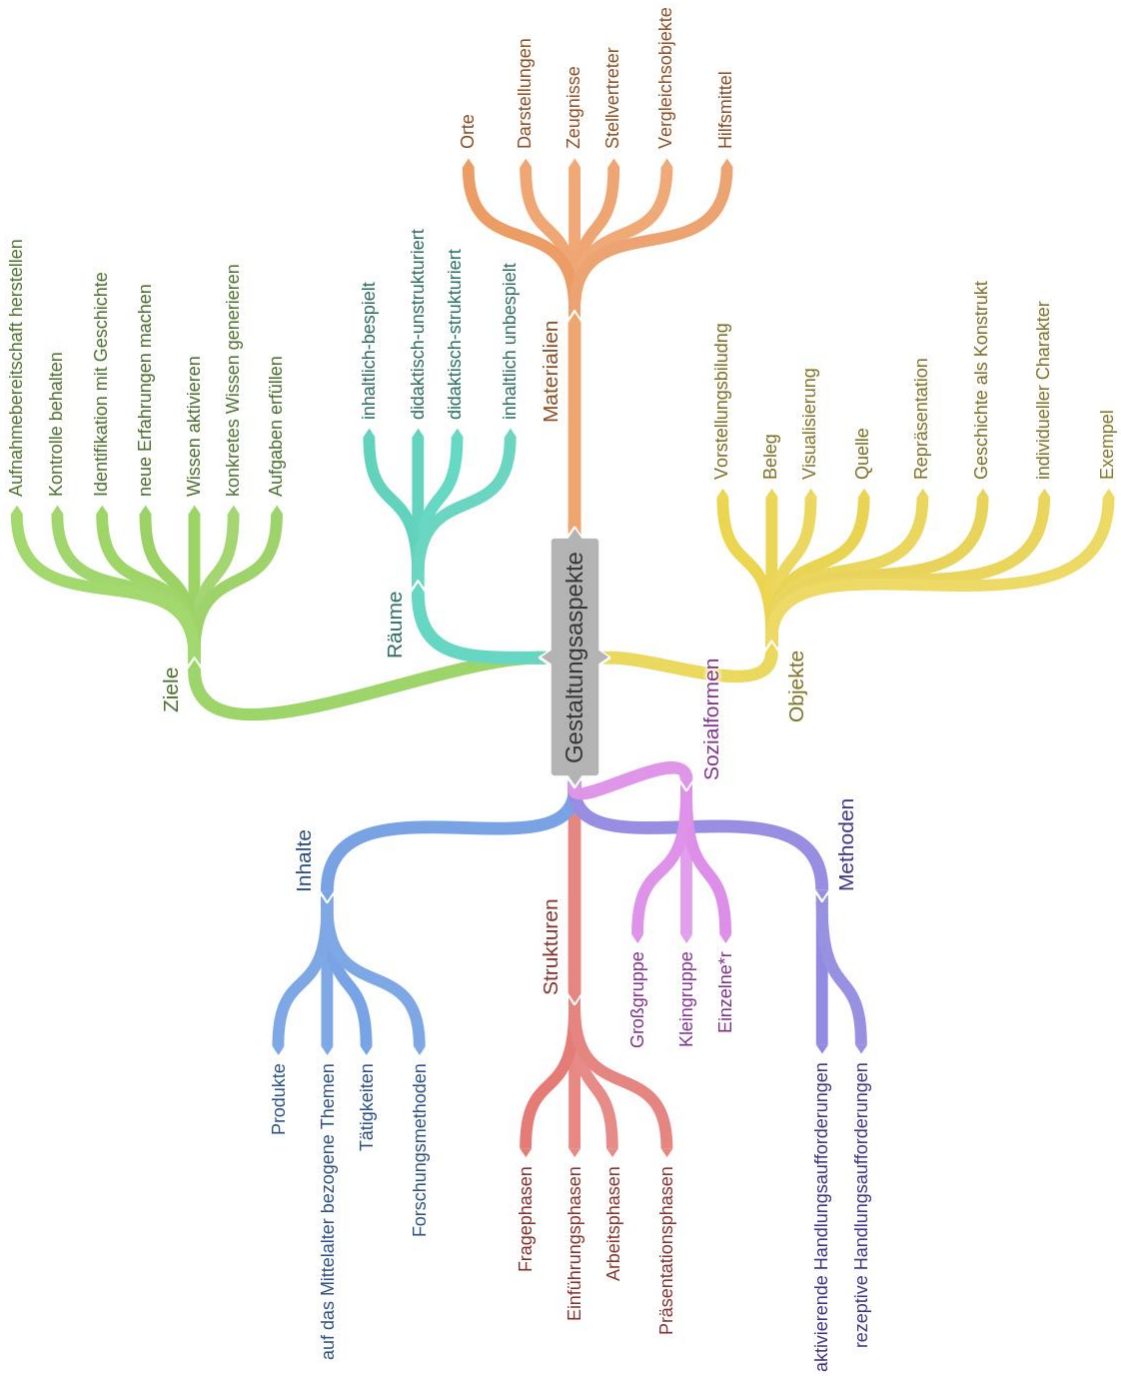 Gestaltungsaspekte
Ziele
Aufnahmebereitschaft herstellen
Kontrolle behalten
Identifikation mit Geschichte
neue Erfahrungen machen
Wissen aktivieren
konkretes Wissen generieren
Aufgaben erfüllen
Räume
inhaltlich-bespielt
didaktisch-unstrukturiert
didaktisch-strukturiert
inhaltlich unbespielt
Materialien
Orte
Darstellungen
Zeugnisse
Stellvertreter
Vergleichsobjekte
Hilfsmittel
Objekte
Vorstellungsbiludng
Beleg
Visualisierung
Quelle
Repräsentation
Geschichte als Konstrukt
individueller Charakter
Exempel
Inhalte
Produkte
auf das Mittelalter bezogene Themen
Tätigkeiten
Forschungsmethoden
Strukturen
Fragephasen
Einführungsphasen
Arbeitsphasen
Präsentationsphasen
Sozialformen
Großgruppe
Kleingruppe
Einzelne*r
Methoden
aktivierende Handlungsaufforderungen
rezeptive Handlungsaufforderungen